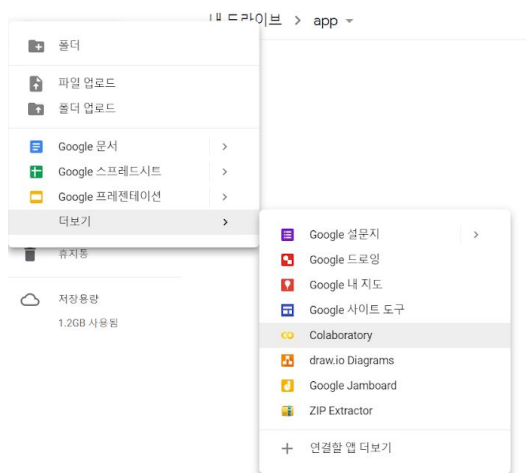 내 드라이브 > app
폴더
파일 업로드
폴더 업로드
Google 문서
Google 스프레드시트
Google 프레젠테이션
더보기
휴지통
저장용량
1.2GB 사용됨
Google 설문지
Google 드로잉
Google 내 지도
Google 사이트 도구
Colaboratory
draw.io Diagrams
Google Jamboard
ZIP Extractor
연결할 앱 더보기